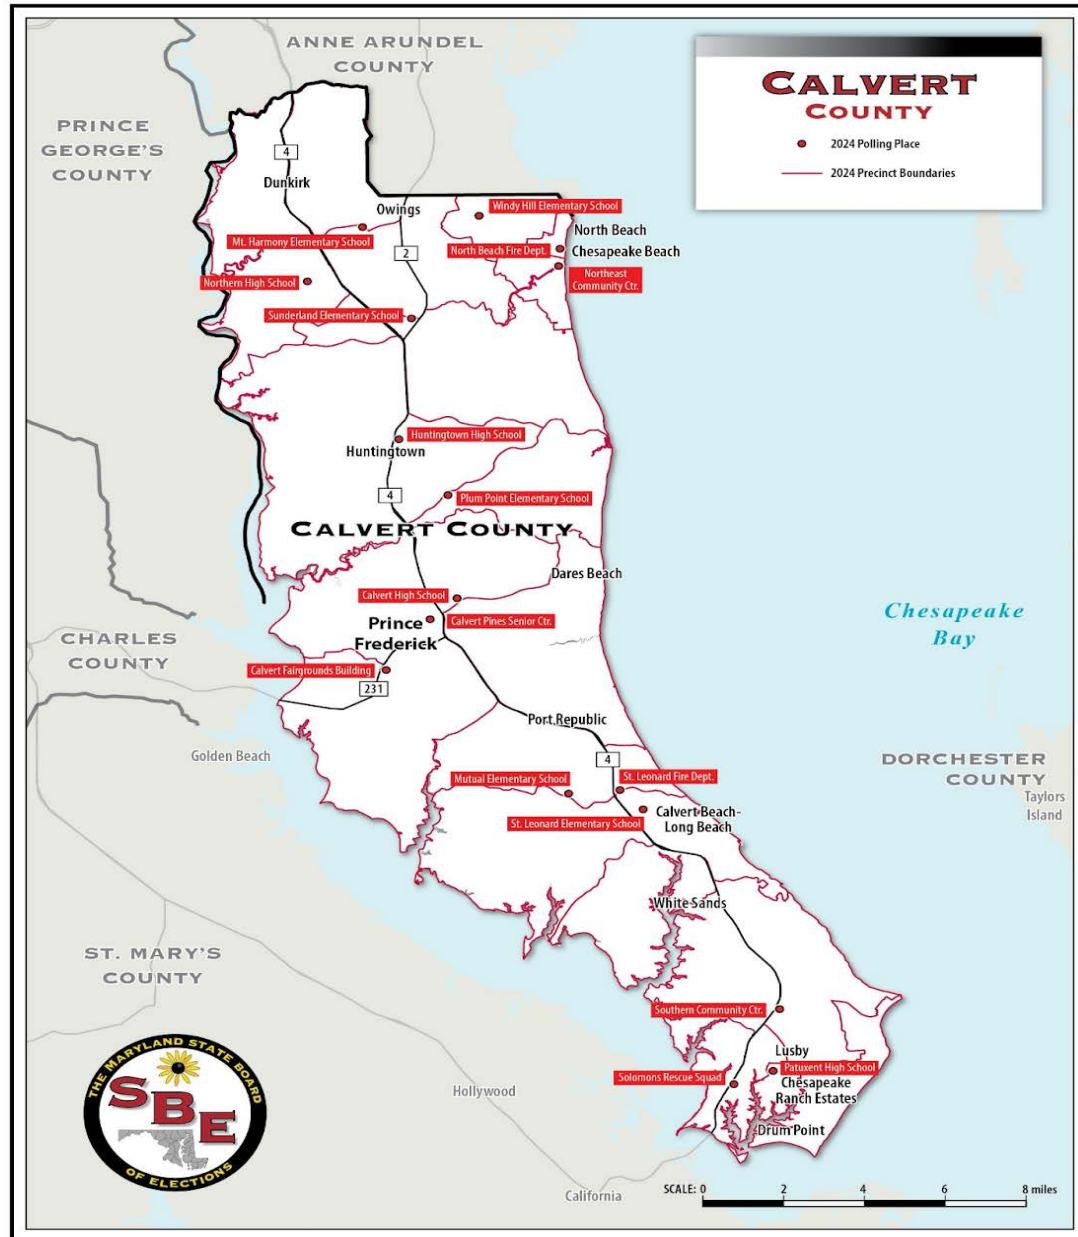 ANNE ARUNDEL
COUNTY
PRINCE
GEORGE'S
COUNTY
CALVERT
COUNTY
2024 Polling Place
2024 Precinct Boundaries
4
Dunkirk
Owings
Windy Hill Elementary School
North Beach
Mt. Harmony Elementary School
2
North Beach Fire Dept.
Chesapeake Beach
Northern High School
Northeast
Community Ctr.
Sunderland Elementary School
Huntingtown High School
Huntingtown
4
Plum Point Elementary School
CALVERT COUNTY
Dares Beach
Calvert High School
Calvert Pines Senior Ctr.
Prince
Frederick
Chesapeake
Bay
CHARLES
COUNTY
Calvert Fairgrounds Building
231
Port Republic
Golden Beach
4
DORCHESTER
COUNTY
Taylors
Island
Mutual Elementary School
St. Leonard Fire Dept.
St. Leonard Elementary School
Calvert Beach-
Long Beach
White Sands
ST. MARY'S
COUNTY
Southern Community Ctr.
Lusby
Patuxent High School
Solomons Rescue Squad
Chesapeake
Ranch Estates
Hollywood
Drum Point
THE MARYLAND STATE BOARD
SBE
OF ELECTIONS
California
SCALE: 0 2 4 6 8 miles